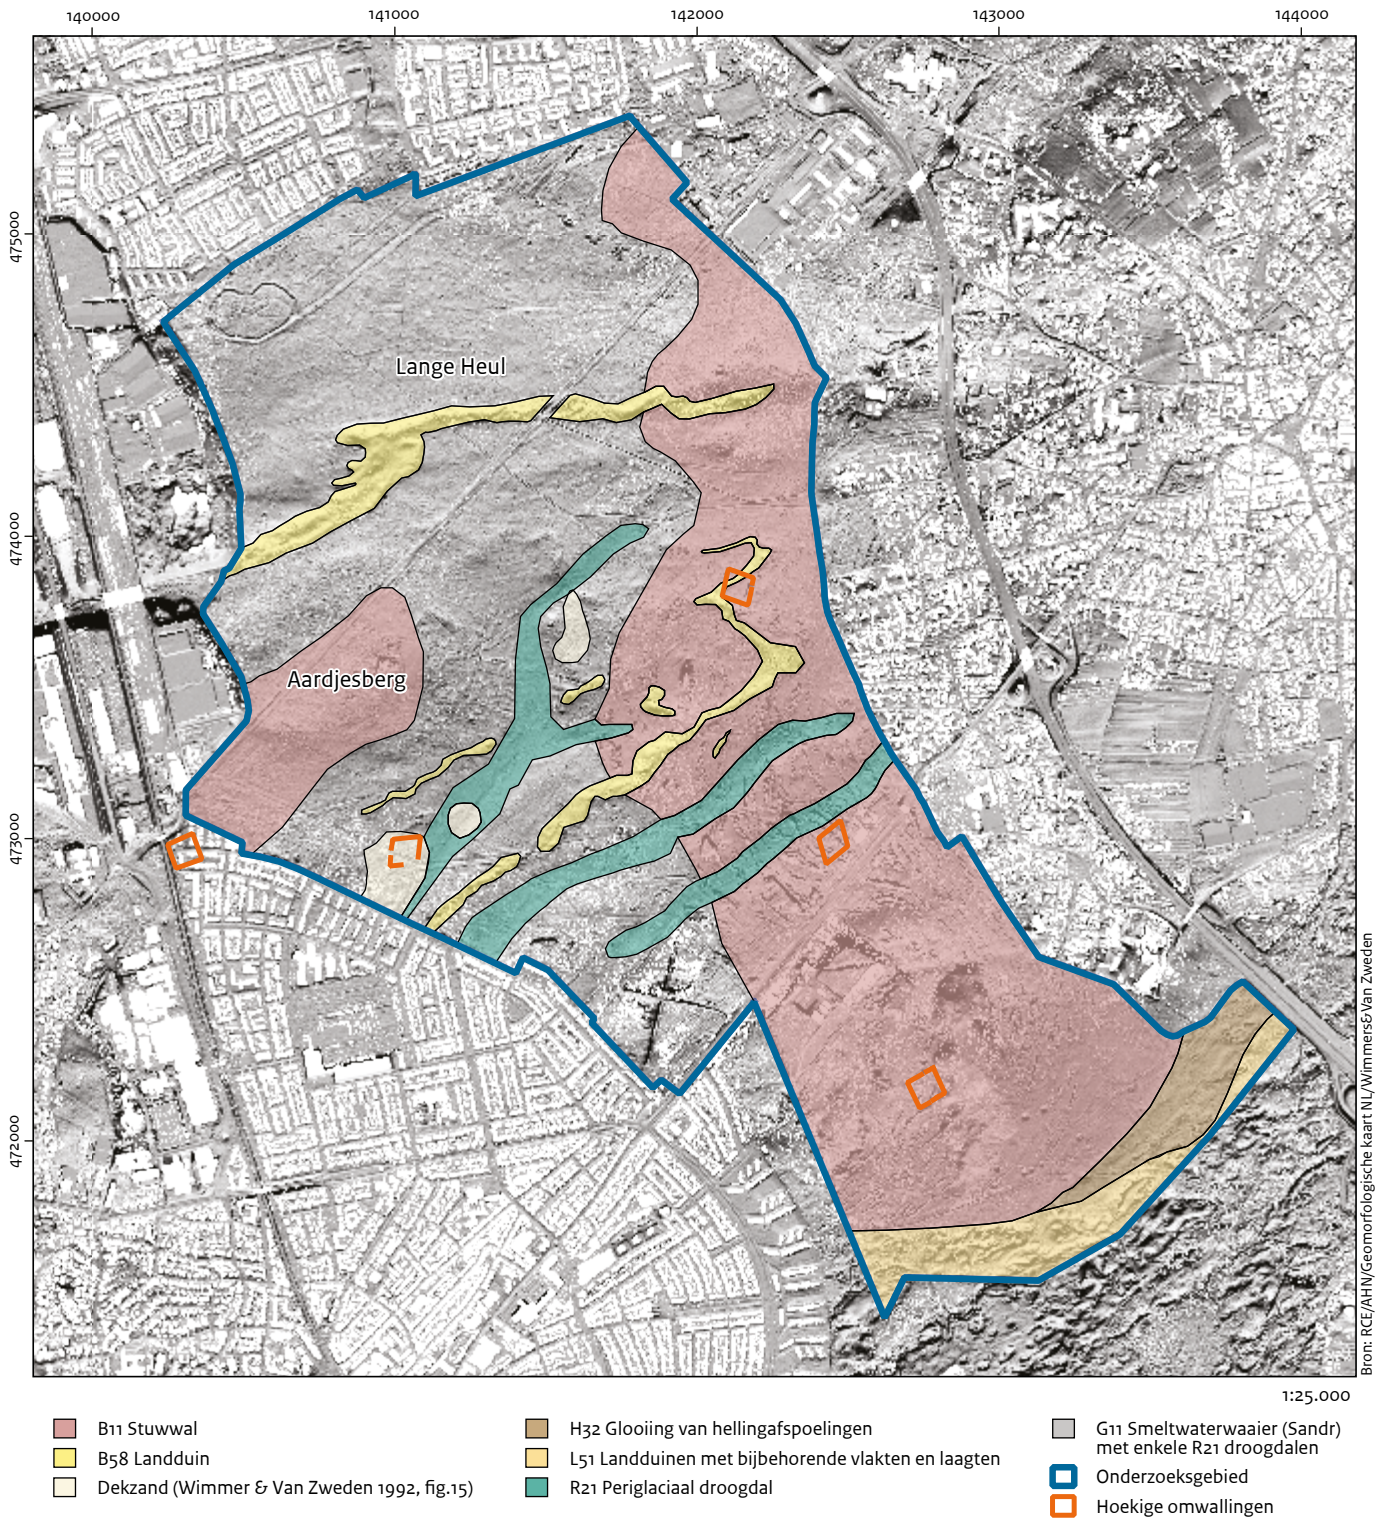 140000
141000
142000
143000
144000
475000
474000
473000
472000
Lange Heul
Aardjesberg
Bron: RCE/AHN/Geomorfologische kaart NL/Wimmers& Van Zweden
1:25.000
B11 Stuwwal
B58 Landduin
Dekzand (Wimmer & Van Zweden 1992, fig.15)
H32 Glooiing van hellingafspoelingen
L51 Landduinen met bijbehorende vlakten en laagten
R21 Periglaciaal droogdal
G11 Smeltwaterwaaier (Sandr)
met enkele R21 droogdalen
Onderzoeksgebied
Hoekige omwallingen